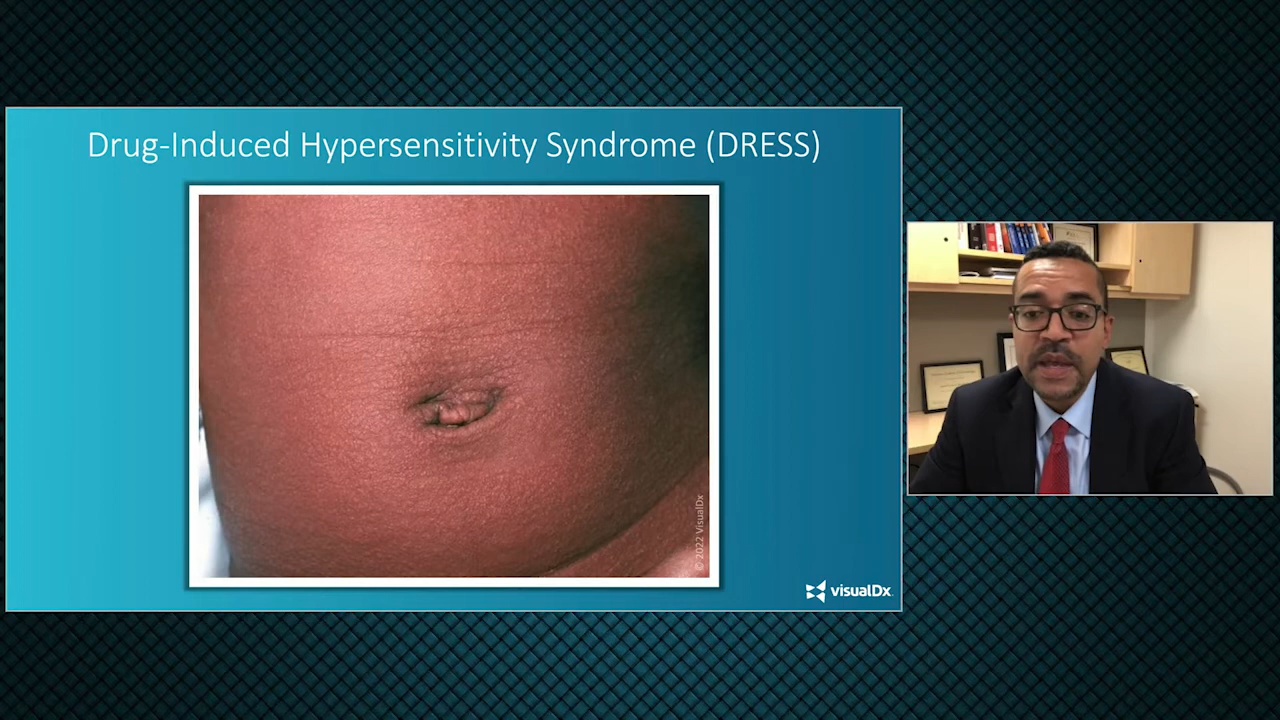 Drug-Induced Hypersensitivity Syndrome (DRESS)
© 2022 VisualDx
visualDx